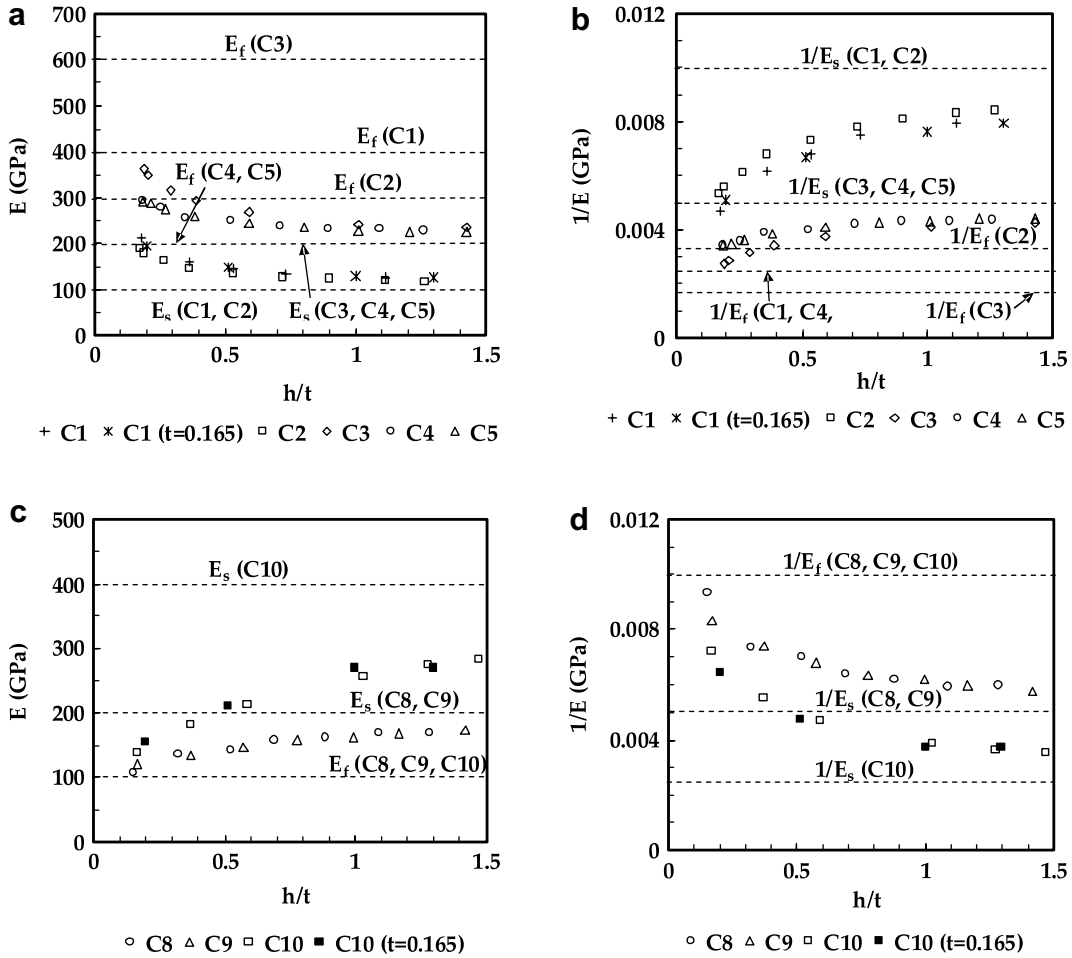 a
700
600
500
400
300
200
100
0
E (GPa)
E_f (C3)
E_f (C1)
E_f (C4, C5)
E_f (C2)
E_s (C1, C2)
E_s (C3, C4, C5)
0
0.5
1
1.5
h/t
+ C1 C1 (t=0.165) C2 C3 C4 C5
b
0.012
0.008
0.004
0
1/E (GPa)
1/E_s (C1, C2)
1/E_s (C3, C4, C5)
1/E_f (C2)
1/E_f (C1, C4,
1/E_f (C3)
0
0.5
1
1.5
h/t
+ C1 C1 (t=0.165) C2 C3 C4 C5
c
500
400
300
200
100
0
E (GPa)
E_s (C10)
E_s (C8, C9)
E_f (C8, C9, C10)
0
0.5
1
1.5
h/t
C8 C9 C10 C10 (t=0.165)
d
0.012
0.008
0.004
0
1/E (GPa)
1/E_f (C8, C9, C10)
1/E_s (C8, C9)
1/E_s (C10)
0
0.5
1
1.5
h/t
C8 C9 C10 C10 (t=0.165)